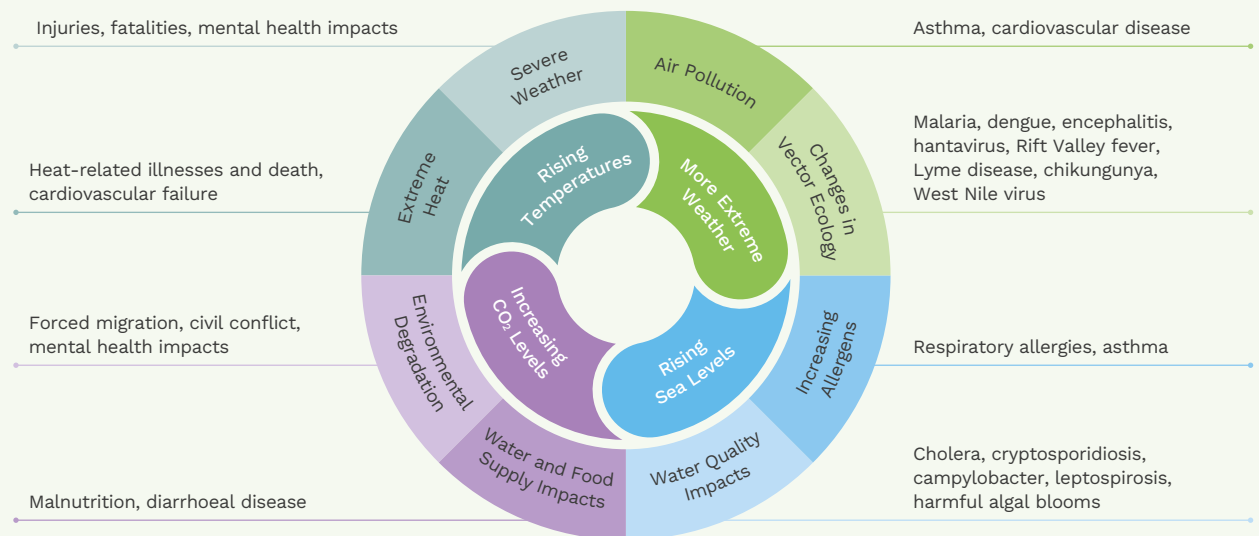 Injuries, fatalities, mental health impacts
Heat-related illnesses and death,
cardiovascular failure
Forced migration, civil conflict,
mental health impacts
Malnutrition, diarrhoeal disease
Severe
Weather
Air Pollution
Extreme
Heat
Changes in
Vector Ecology
Rising
Temperatures
More Extreme
Weather
Increasing
CO₂ Levels
Rising
Sea Levels
Environmental
Degradation
Increasing
Allergens
Water and Food
Supply Impacts
Water Quality
Impacts
Asthma, cardiovascular disease
Malaria, dengue, encephalitis,
hantavirus, Rift Valley fever,
Lyme disease, chikungunya,
West Nile virus
Respiratory allergies, asthma
Cholera, cryptosporidiosis,
campylobacter, leptospirosis,
harmful algal blooms